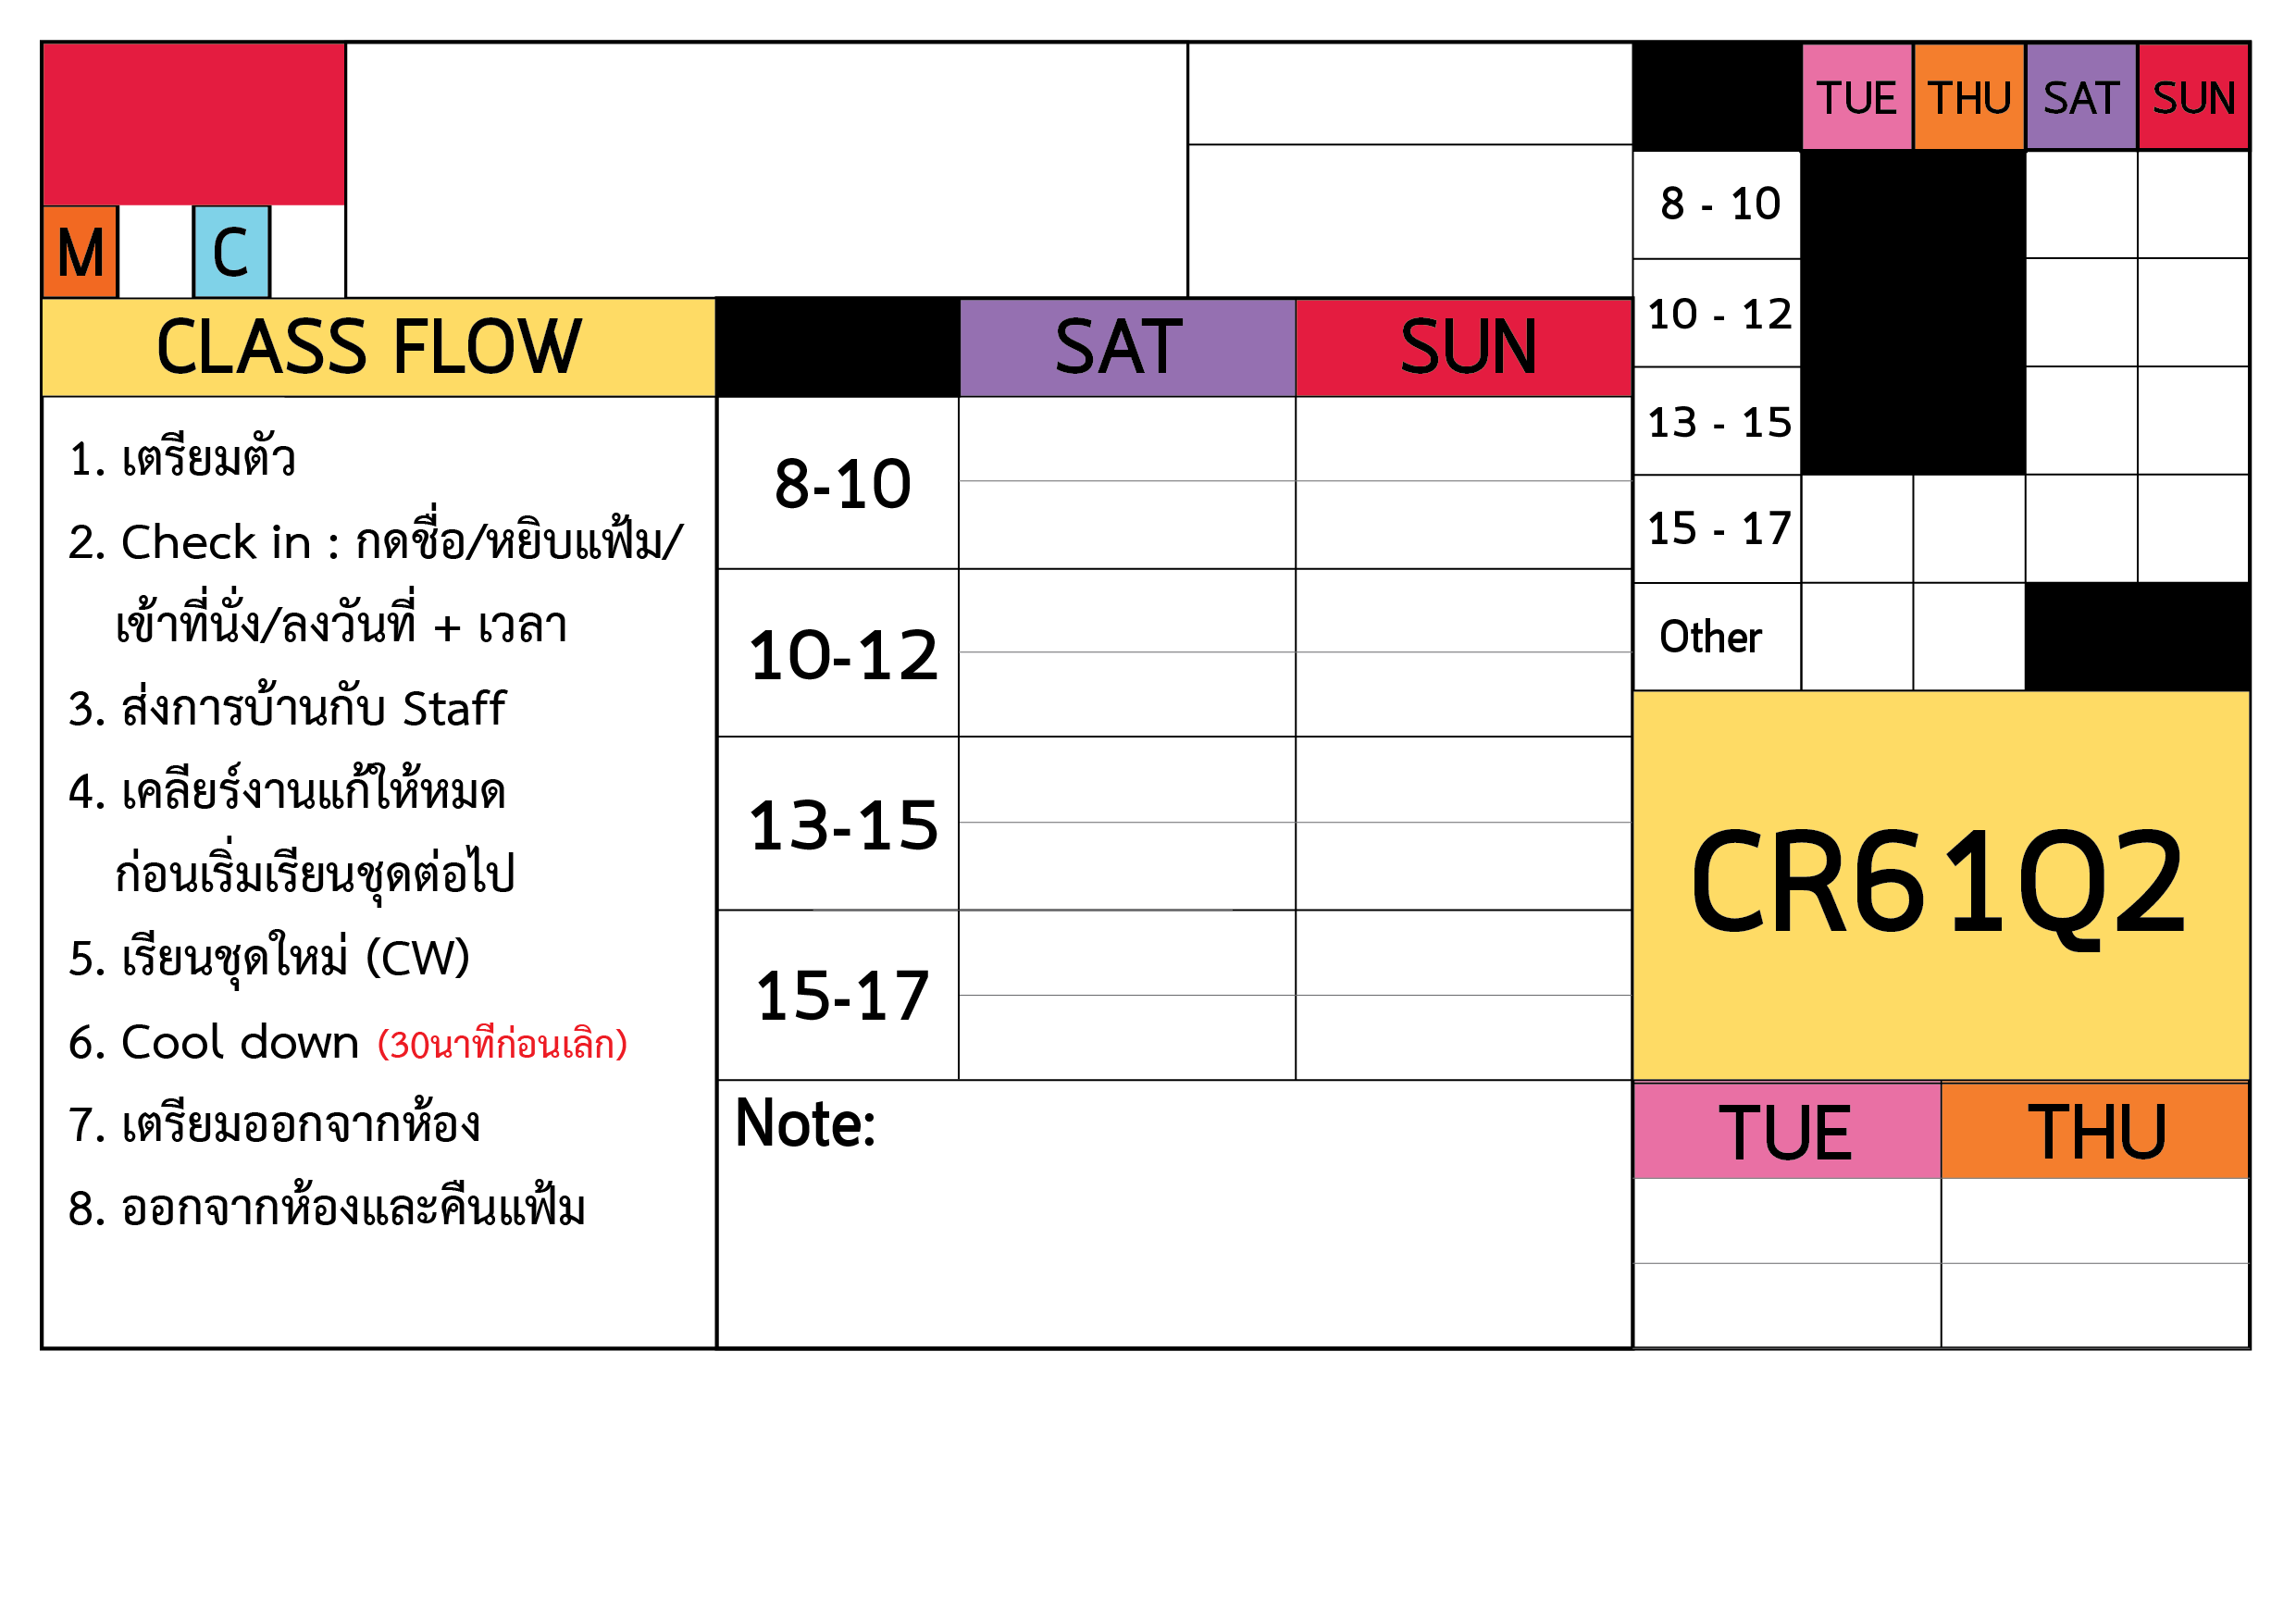 M C
CLASS FLOW
1. เตรียมตัว
2. Check in : กดชื่อ/หยิบแฟ้ม/
เข้าที่นั่ง/ลงวันที่ + เวลา
3. ส่งการบ้านกับ Staff
4. เคลียร์งานแก้ให้หมด
ก่อนเริ่มเรียนชุดต่อไป
5. เรียนชุดใหม่ (CW)
6. Cool down (30นาทีก่อนเลิก)
7. เตรียมออกจากห้อง
8. ออกจากห้องและคืนแฟ้ม
SAT SUN
8-10
10-12
13-15
15-17
Note:
TUE THU SAT SUN
8 - 10
10 - 12
13 - 15
15 - 17
Other
CR61Q2
TUE THU